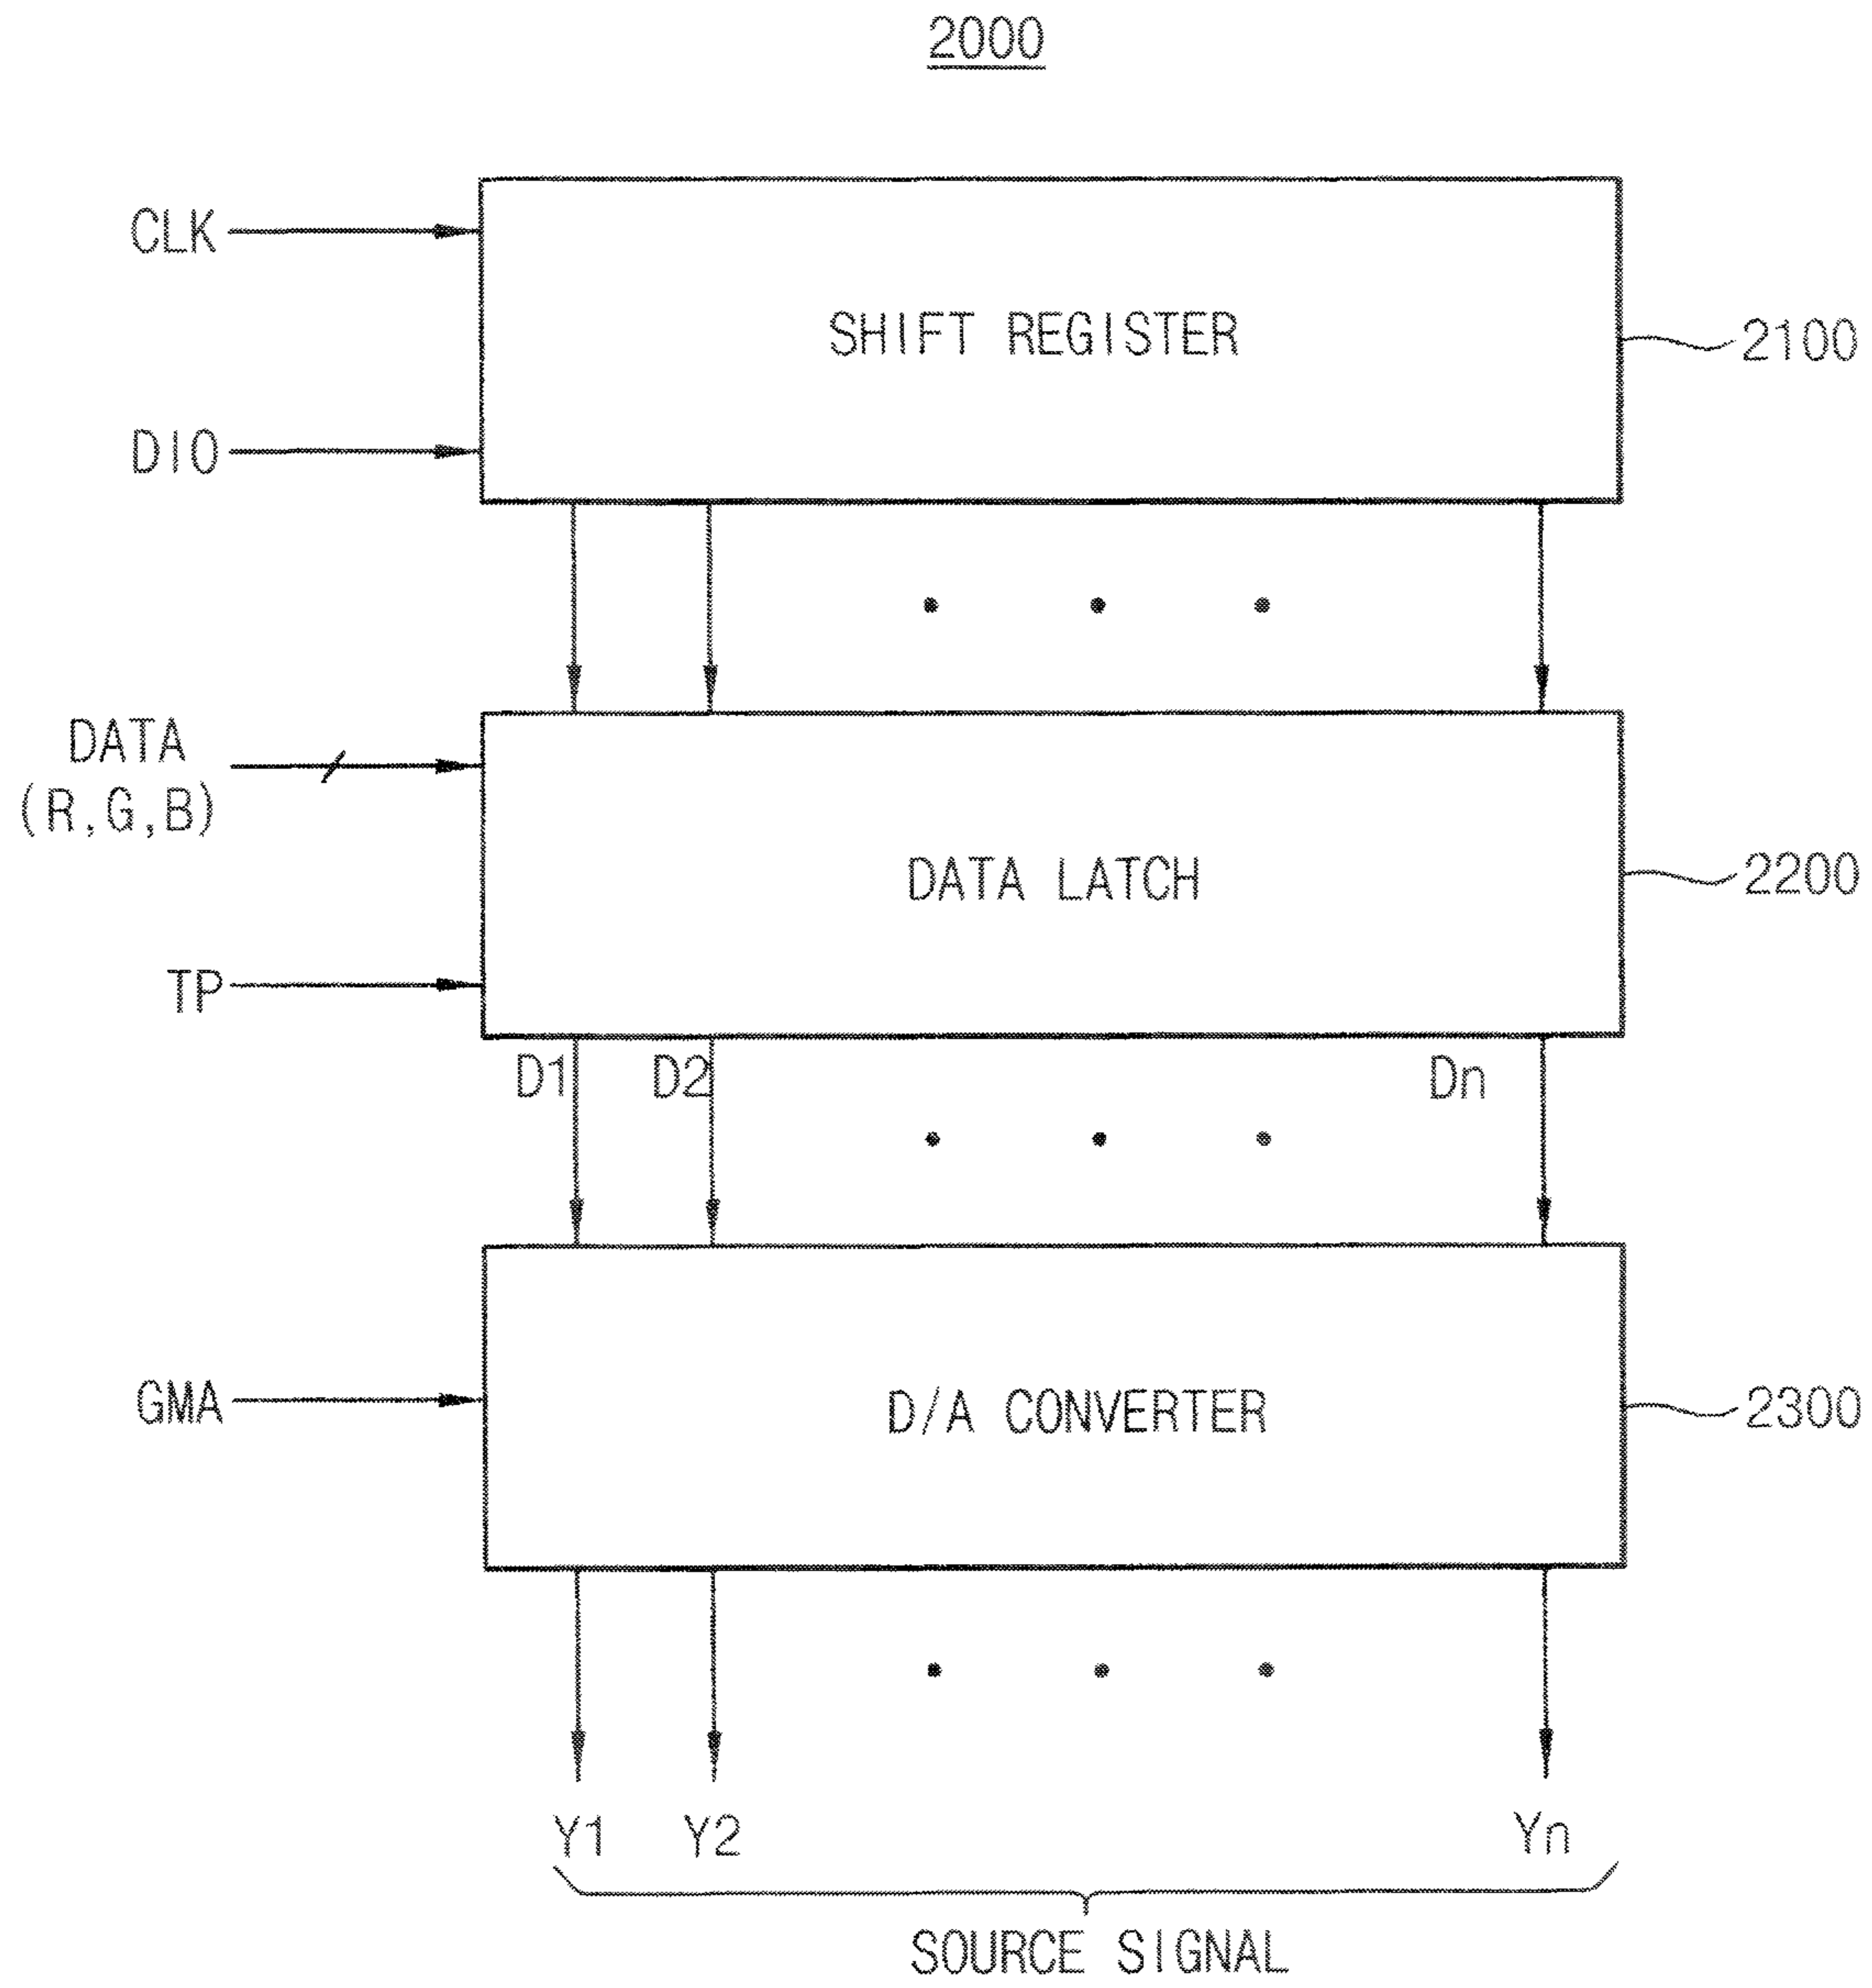 2000
CLK
SHIFT REGISTER
2100
DIO
DATA
(R,G,B)
DATA LATCH
2200
TP
D1 D2 Dn
GMA
D/A CONVERTER
2300
Y1 Y2 Yn
SOURCE SIGNAL